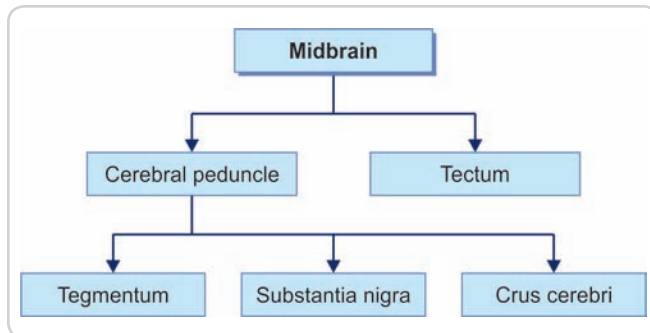 Midbrain
Cerebral peduncle
Tectum
Tegmentum
Substantia nigra
Crus cerebri